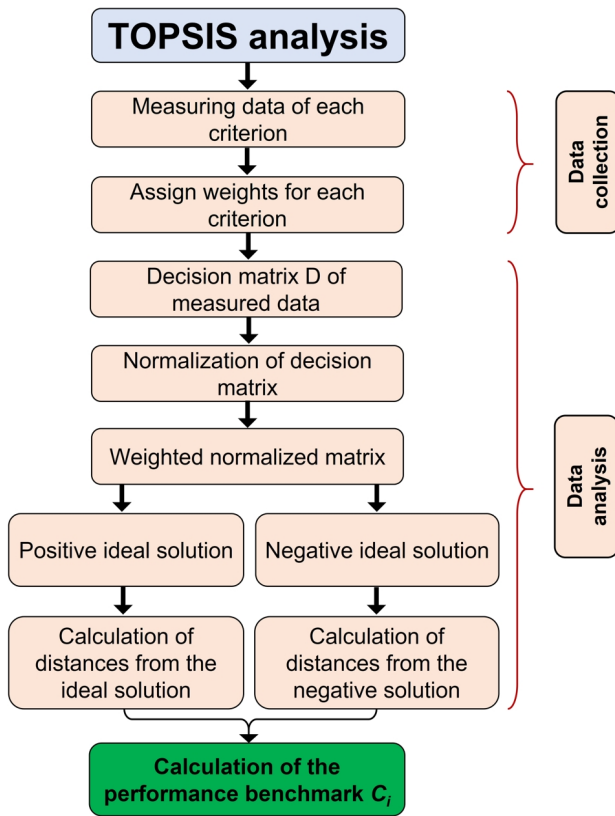 TOPSIS analysis
Measuring data of each
criterion
Assign weights for each
criterion
Data
collection
Decision matrix D of
measured data
Normalization of decision
matrix
Weighted normalized matrix
Positive ideal solution
Negative ideal solution
Calculation of
distances from the
ideal solution
Calculation of
distances from the
negative solution
Data
analysis
Calculation of the
performance benchmark Ci